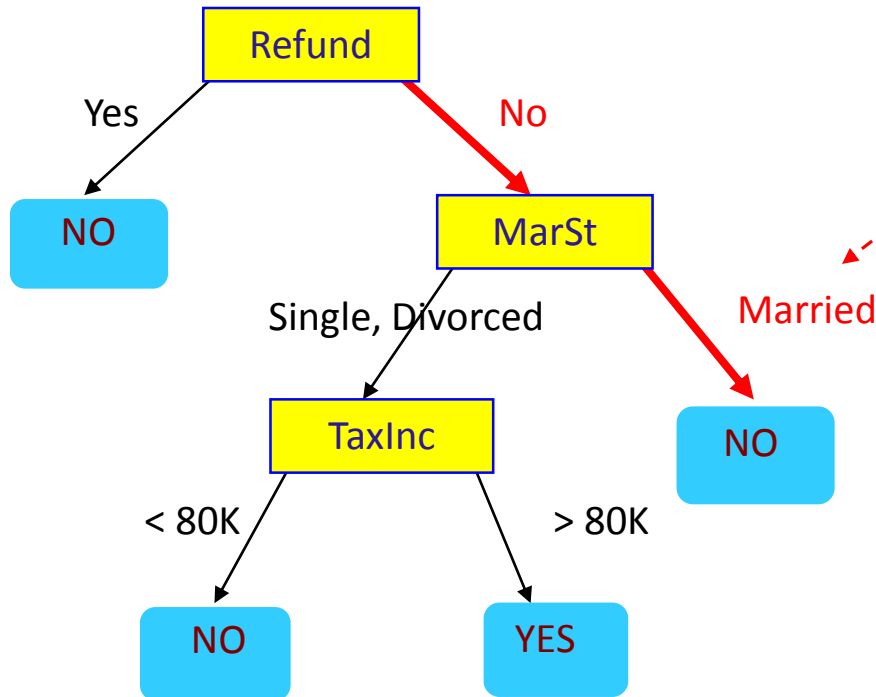 Refund
Yes
No
NO
MarSt
Single, Divorced
Married
TaxInc
NO
< 80K
> 80K
NO
YES